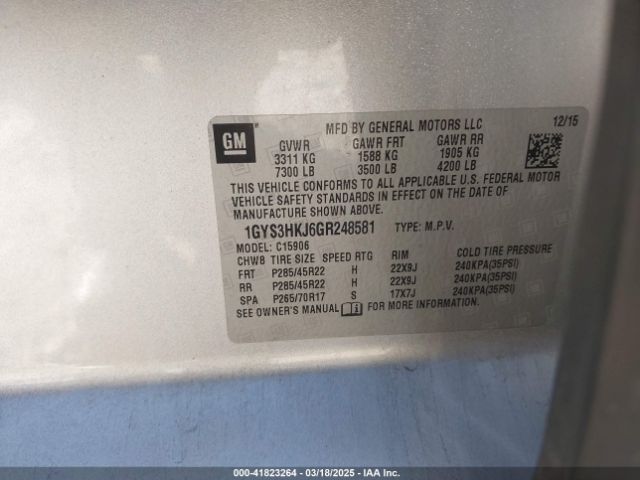 MFD BY GENERAL MOTORS LLC 12/15
GM
GVWR GAWR FRT GAWR RR
3311 KG 1588 KG 1905 KG
7300 LB 3500 LB 4200 LB
THIS VEHICLE CONFORMS TO ALL APPLICABLE U.S. FEDERAL MOTOR
VEHICLE SAFETY STANDARDS IN EFFECT ON THE DATE OF
MANUFACTURE SHOWN ABOVE.
1GYS3HKJ6GR248581 TYPE: M.P.V.
MODEL: C15906
CHW8 TIRE SIZE SPEED RTG RIM COLD TIRE PRESSURE
FRT P285/45R22 H 22X9J 240KPA(35PSI)
RR P285/45R22 H 22X9J 240KPA(35PSI)
SPA P265/70R17 S 17X7J 240KPA(35PSI)
SEE OWNER'S MANUAL FOR MORE INFORMATION.
000-41823264 / 03/18/2025 - IAA